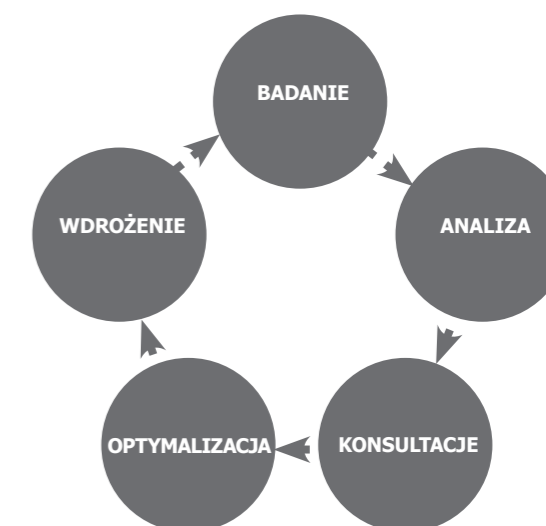 BADANIE
ANALIZA
KONSULTACJE
OPTYMALIZACJA
WDROŻENIE